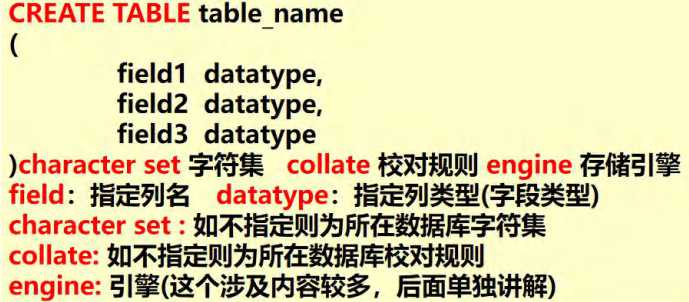 CREATE TABLE table_name
(
field1 datatype,
field2 datatype,
field3 datatype
)character set 字符集 collate 校对规则 engine 存储引擎
field：指定列名 datatype：指定列类型(字段类型)
character set : 如不指定则为所在数据库字符集
collate: 如不指定则为所在数据库校对规则
engine: 引擎(这个涉及内容较多，后面单独讲解)